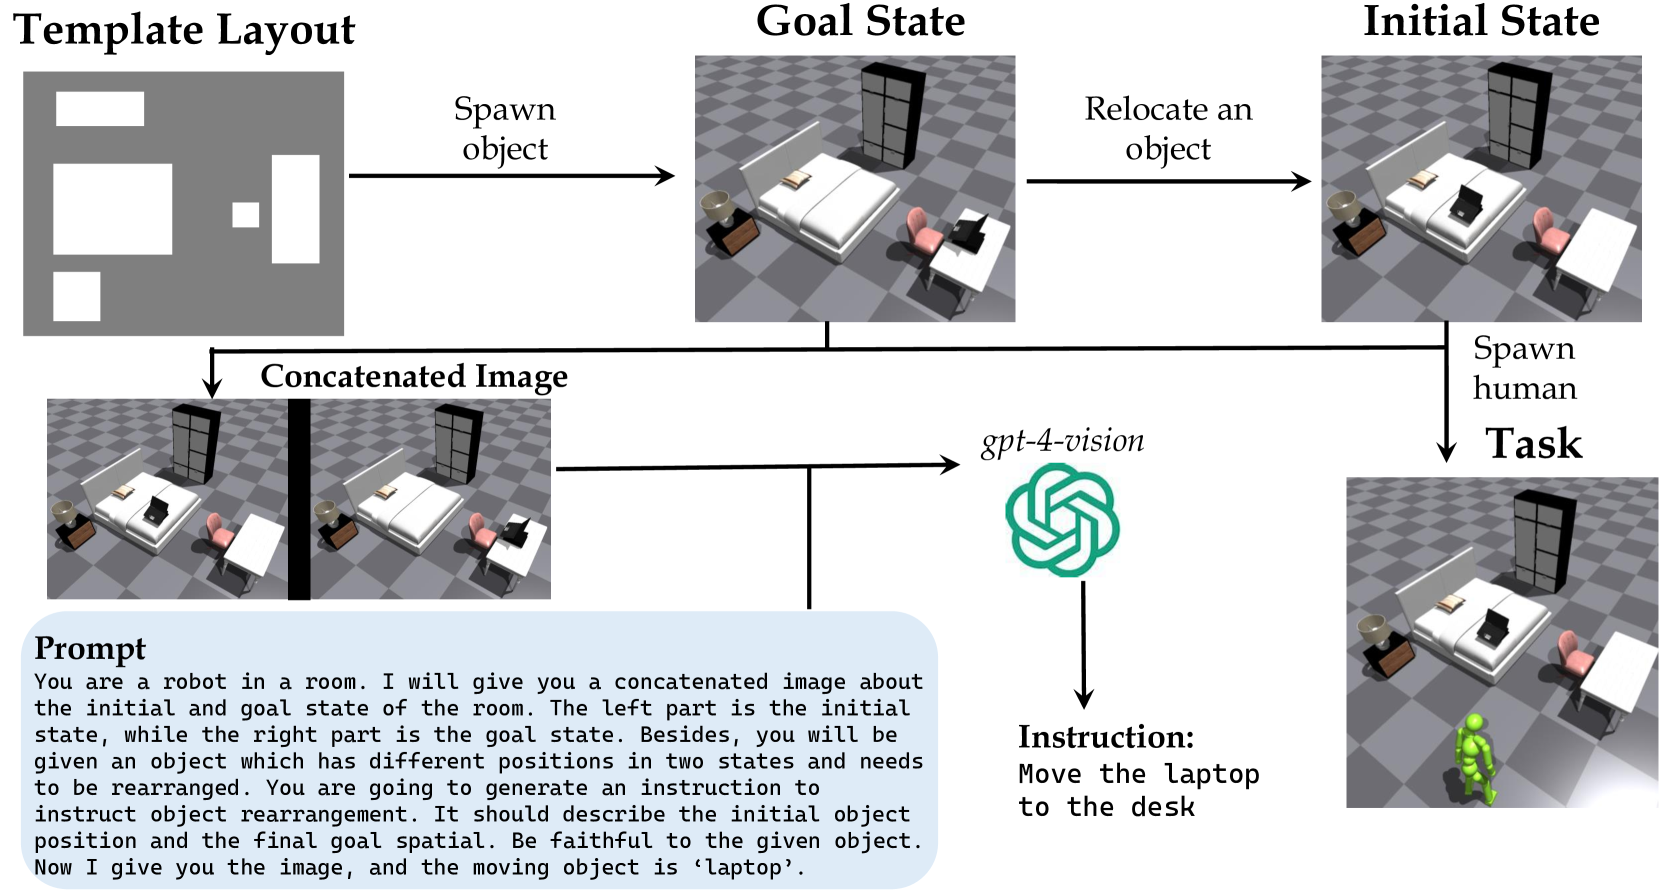 Template Layout
Goal State
Initial State
Spawn
object
Relocate an
object
Spawn
human
Concatenated Image
gpt-4-vision
Task
Prompt
You are a robot in a room. I will give you a concatenated image about
the initial and goal state of the room. The left part is the initial
state, while the right part is the goal state. Besides, you will be
given an object which has different positions in two states and needs
to be rearranged. You are going to generate an instruction to
instruct object rearrangement. It should describe the initial object
position and the final goal spatial. Be faithful to the given object.
Now I give you the image, and the moving object is ‘laptop’.
Instruction:
Move the laptop
to the desk